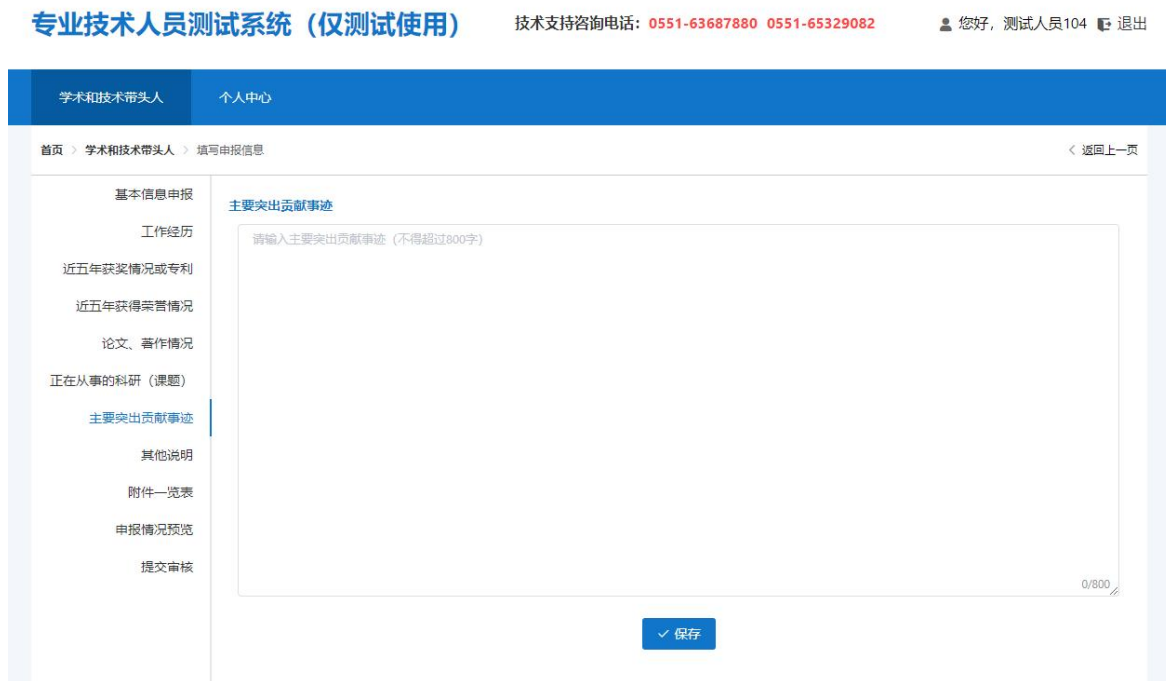 专业技术人员测试系统（仅测试使用）
技术支持咨询电话：0551-63687880 0551-65329082
您好，测试人员104 退出
学术和技术带头人
个人中心
首页 > 学术和技术带头人 > 填写申报信息
< 返回上一页
基本信息申报
工作经历
近五年获奖情况或专利
近五年获得荣誉情况
论文、著作情况
正在从事的科研（课题）
主要突出贡献事迹
其他说明
附件一览表
申报情况预览
提交审核
主要突出贡献事迹
请输入主要突出贡献事迹（不得超过800字）
0/800
保存